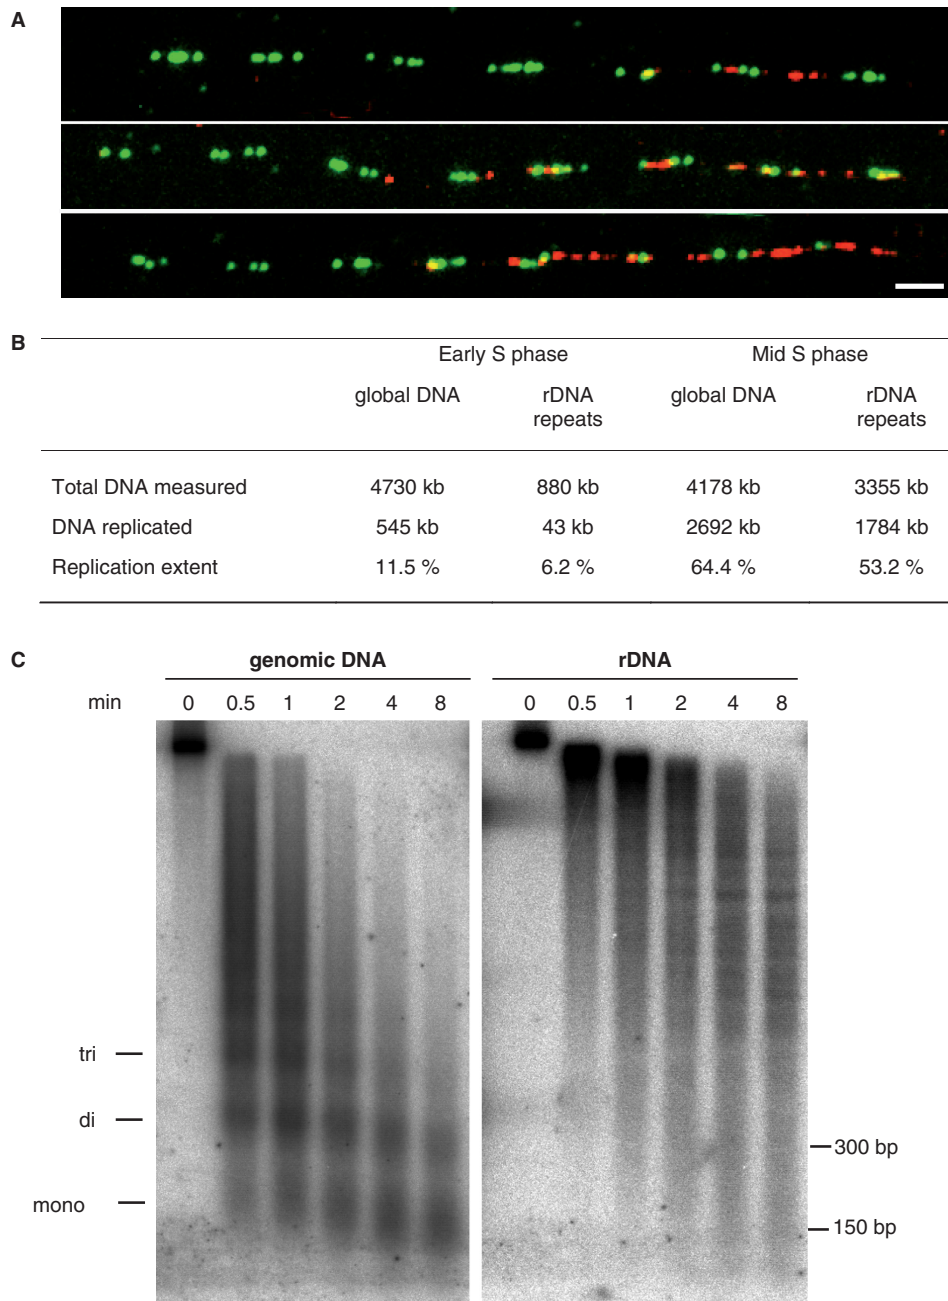 A
B
Early S phase Mid S phase
global DNA rDNA repeats global DNA rDNA repeats
Total DNA measured 4730 kb 880 kb 4178 kb 3355 kb
DNA replicated 545 kb 43 kb 2692 kb 1784 kb
Replication extent 11.5 % 6.2 % 64.4 % 53.2 %
C
genomic DNA rDNA
min 0 0.5 1 2 4 8 0 0.5 1 2 4 8
tri
di
300 bp
mono
150 bp